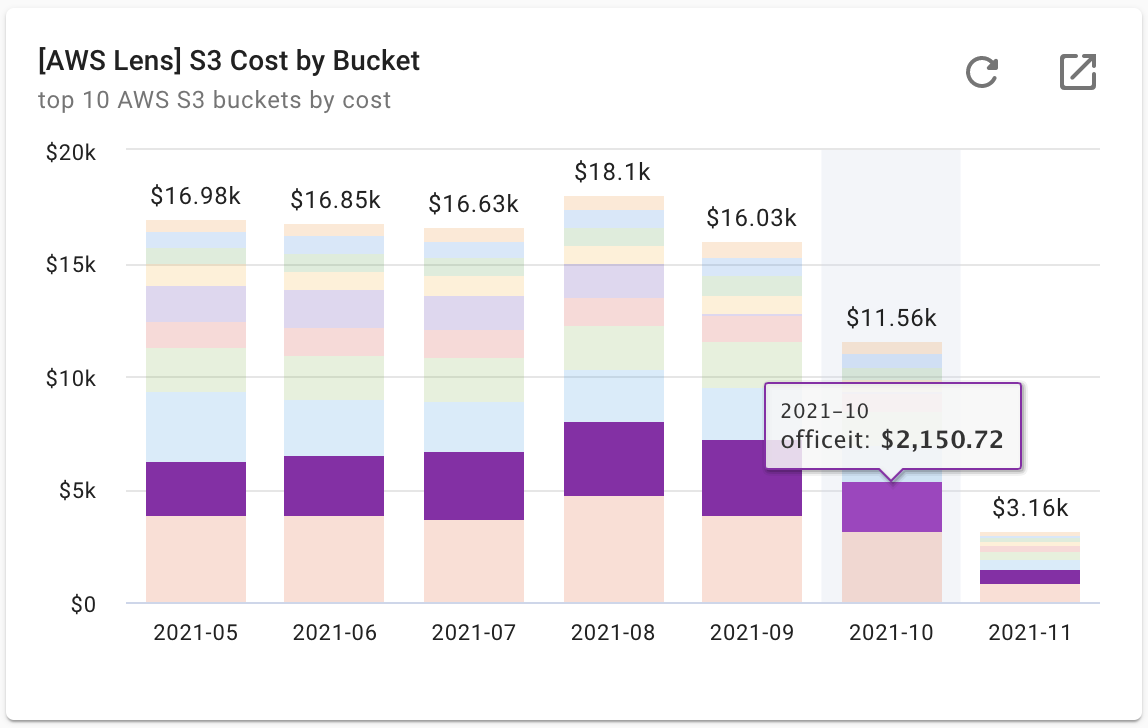 [AWS Lens] S3 Cost by Bucket
top 10 AWS S3 buckets by cost
$20k
$18.1k
$16.98k
$16.85k
$16.63k
$16.03k
$15k
$11.56k
$10k
2021-10
officeit: $2,150.72
$5k
$3.16k
$0
2021-05
2021-06
2021-07
2021-08
2021-09
2021-10
2021-11